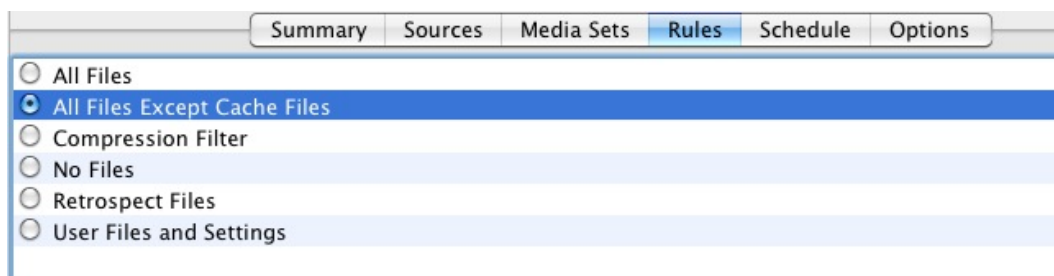 Summary Sources Media Sets Rules Schedule Options
All Files
All Files Except Cache Files
Compression Filter
No Files
Retrospect Files
User Files and Settings